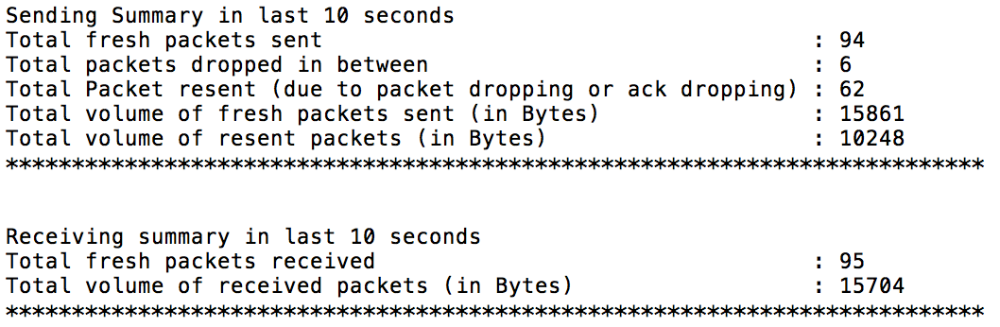 Sending Summary in last 10 seconds
Total fresh packets sent : 94
Total packets dropped in between : 6
Total Packet resent (due to packet dropping or ack dropping) : 62
Total volume of fresh packets sent (in Bytes) : 15861
Total volume of resent packets (in Bytes) : 10248
**************************************************************************
Receiving summary in last 10 seconds
Total fresh packets received : 95
Total volume of received packets (in Bytes) : 15704
**************************************************************************